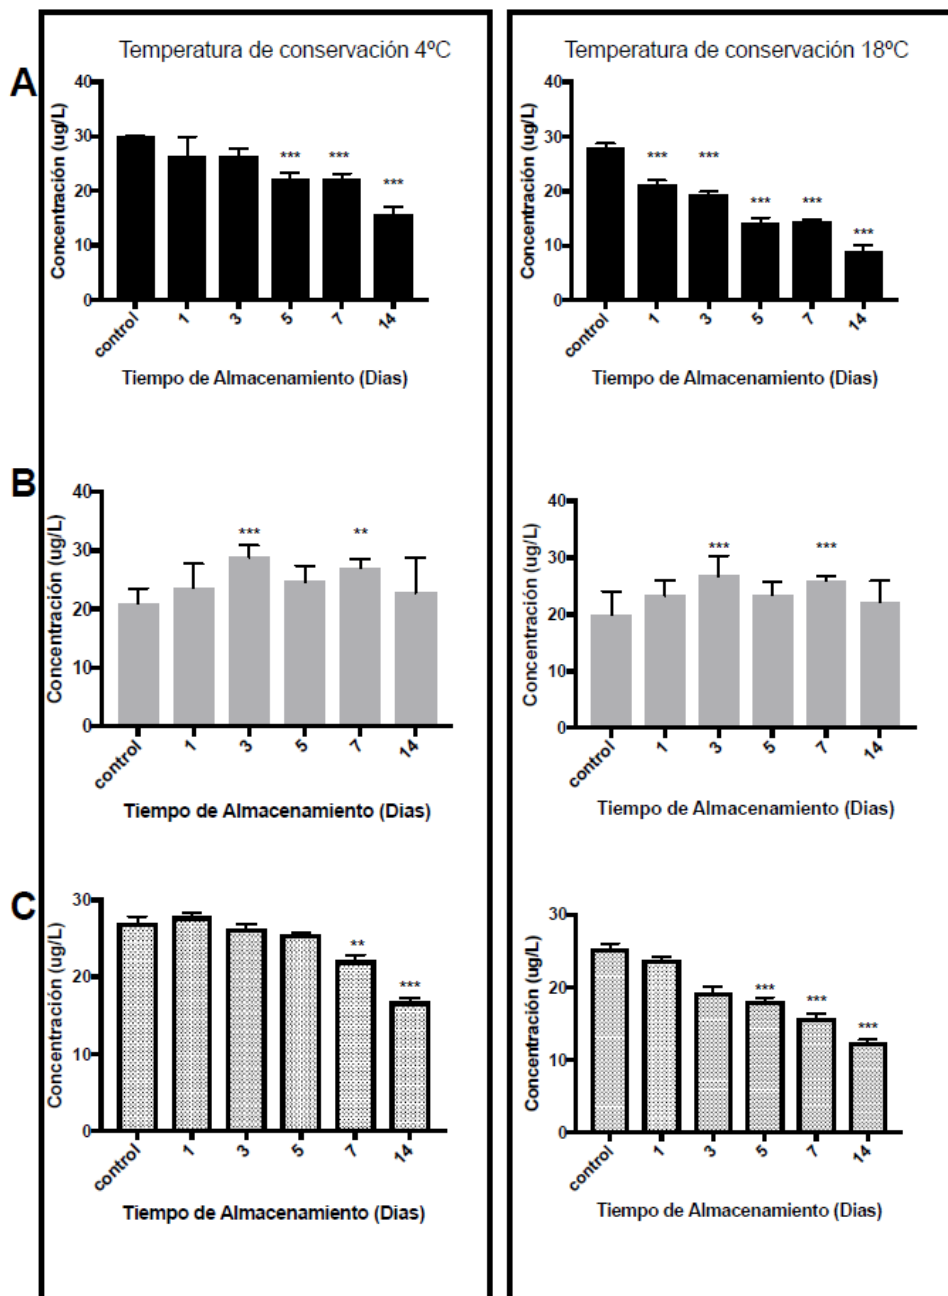 Temperatura de conservación 4ºC
Temperatura de conservación 18ºC
A
Concentración (ug/L)
40
30
20
10
0
*** *** ***
control 1 3 5 7 14
Tiempo de Almacenamiento (Dias)
Concentración (ug/L)
40
30
20
10
0
*** *** *** *** ***
control 1 3 5 7 14
Tiempo de Almacenamiento (Dias)
B
Concentración (ug/L)
40
30
20
10
0
*** **
control 1 3 5 7 14
Tiempo de Almacenamiento (Dias)
Concentración (ug/L)
40
30
20
10
0
*** ***
control 1 3 5 7 14
Tiempo de Almacenamiento (Dias)
C
Concentración (ug/L)
30
20
10
0
** ***
control 1 3 5 7 14
Tiempo de Almacenamiento (Dias)
Concentración (ug/L)
30
20
10
0
*** *** ***
control 1 3 5 7 14
Tiempo de Almacenamiento (Dias)